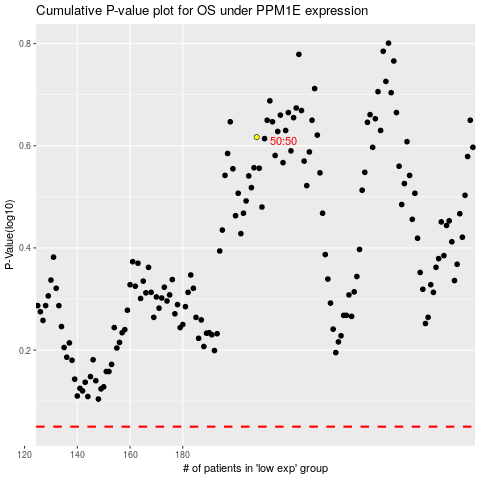 Cumulative P-value plot for OS under PPM1E expression
0.8
0.6
0.4
0.2
P-Value(log10)
50:50
120 140 160 180
# of patients in 'low exp' group